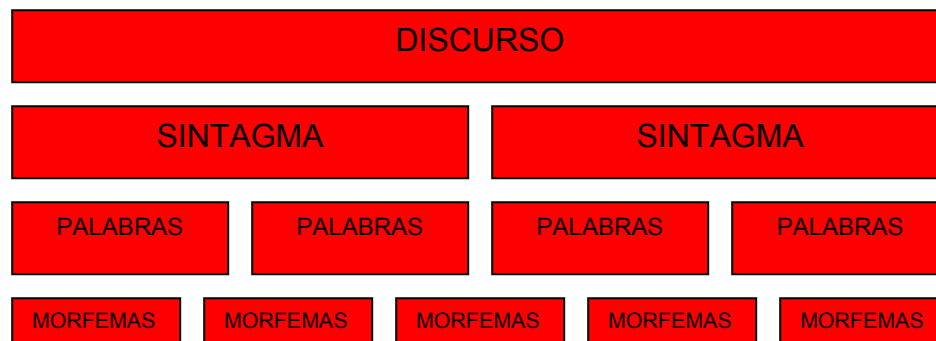 DISCURSO
SINTAGMA SINTAGMA
PALABRAS PALABRAS PALABRAS PALABRAS
MORFEMAS MORFEMAS MORFEMAS MORFEMAS MORFEMAS